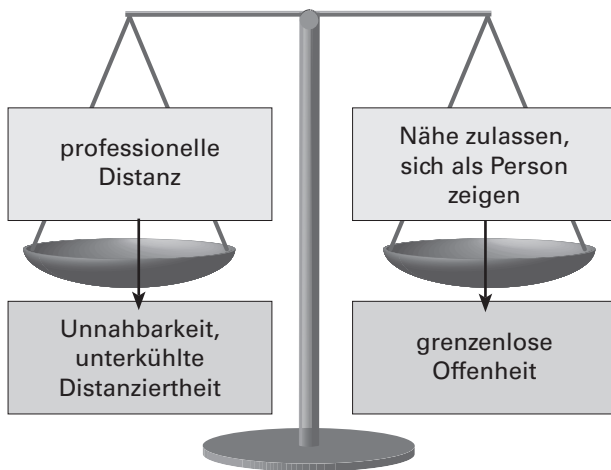 professionelle
Distanz
Nähe zulassen,
sich als Person
zeigen
Unnahbarkeit,
unterkühlte
Distanziertheit
grenzenlose
Offenheit